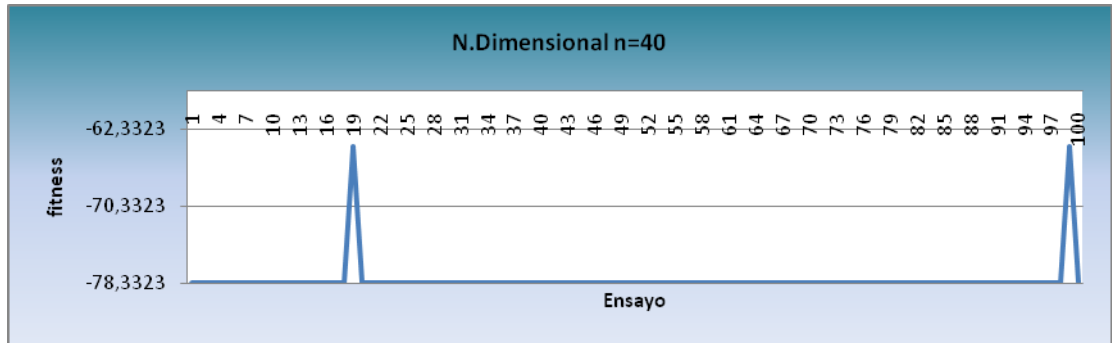 N.Dimensional n=40
1 4 7 10 13 16 19 22 25 28 31 34 37 40 43 46 49 52 55 58 61 64 67 70 73 76 79 82 85 88 91 94 97 100
-62,3323
-70,3323
-78,3323
fitness
Ensayo